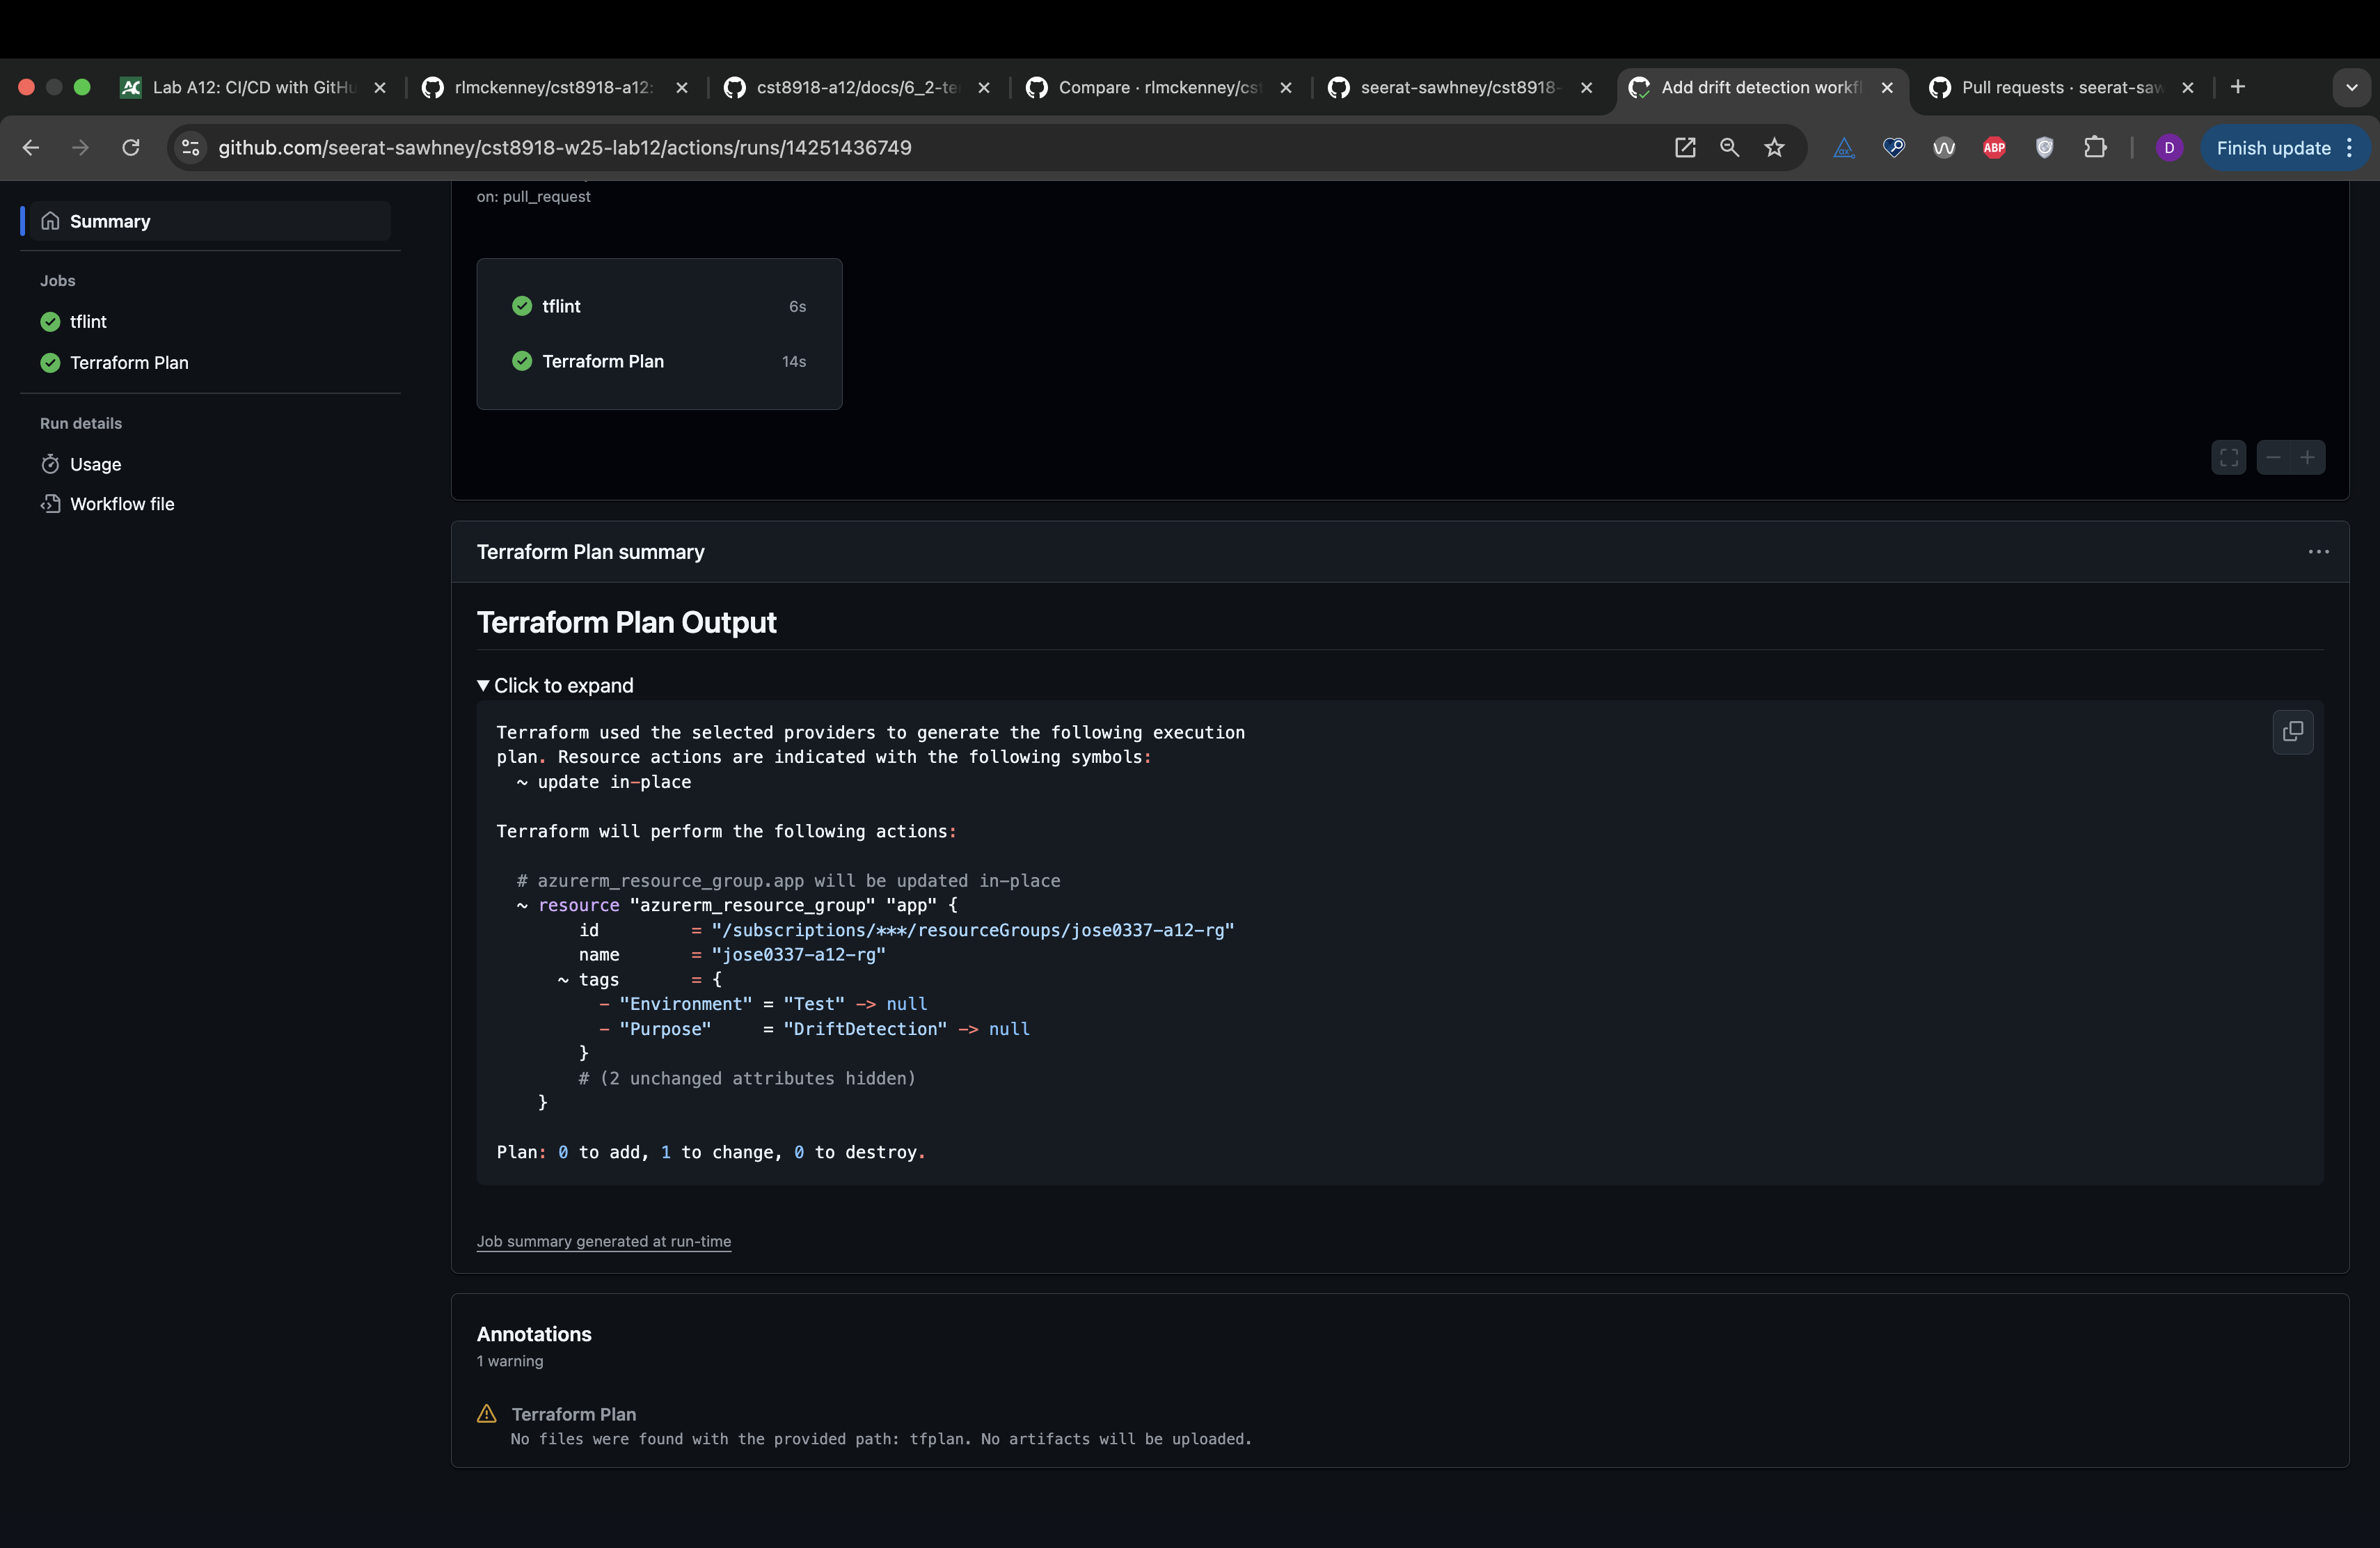 Lab A12: CI/CD with GitHu
rlmckenney/cst8918-a12:
cst8918-a12/docs/6_2-te
Compare · rlmckenney/cst
seerat-sawhney/cst8918-
Add drift detection workfl
Pull requests · seerat-saw
github.com/seerat-sawhney/cst8918-w25-lab12/actions/runs/14251436749
ABP
D
Finish update
Summary
Jobs
tflint
Terraform Plan
Run details
Usage
Workflow file
on: pull_request
tflint 6s
Terraform Plan 14s
Terraform Plan summary
Terraform Plan Output
Click to expand
Terraform used the selected providers to generate the following execution
plan. Resource actions are indicated with the following symbols:
~ update in-place
Terraform will perform the following actions:
# azurerm_resource_group.app will be updated in-place
~ resource "azurerm_resource_group" "app" {
id = "/subscriptions/***/resourceGroups/jose0337-a12-rg"
name = "jose0337-a12-rg"
~ tags = {
- "Environment" = "Test" -> null
- "Purpose" = "DriftDetection" -> null
}
# (2 unchanged attributes hidden)
}
Plan: 0 to add, 1 to change, 0 to destroy.
Job summary generated at run-time
Annotations
1 warning
Terraform Plan
No files were found with the provided path: tfplan. No artifacts will be uploaded.